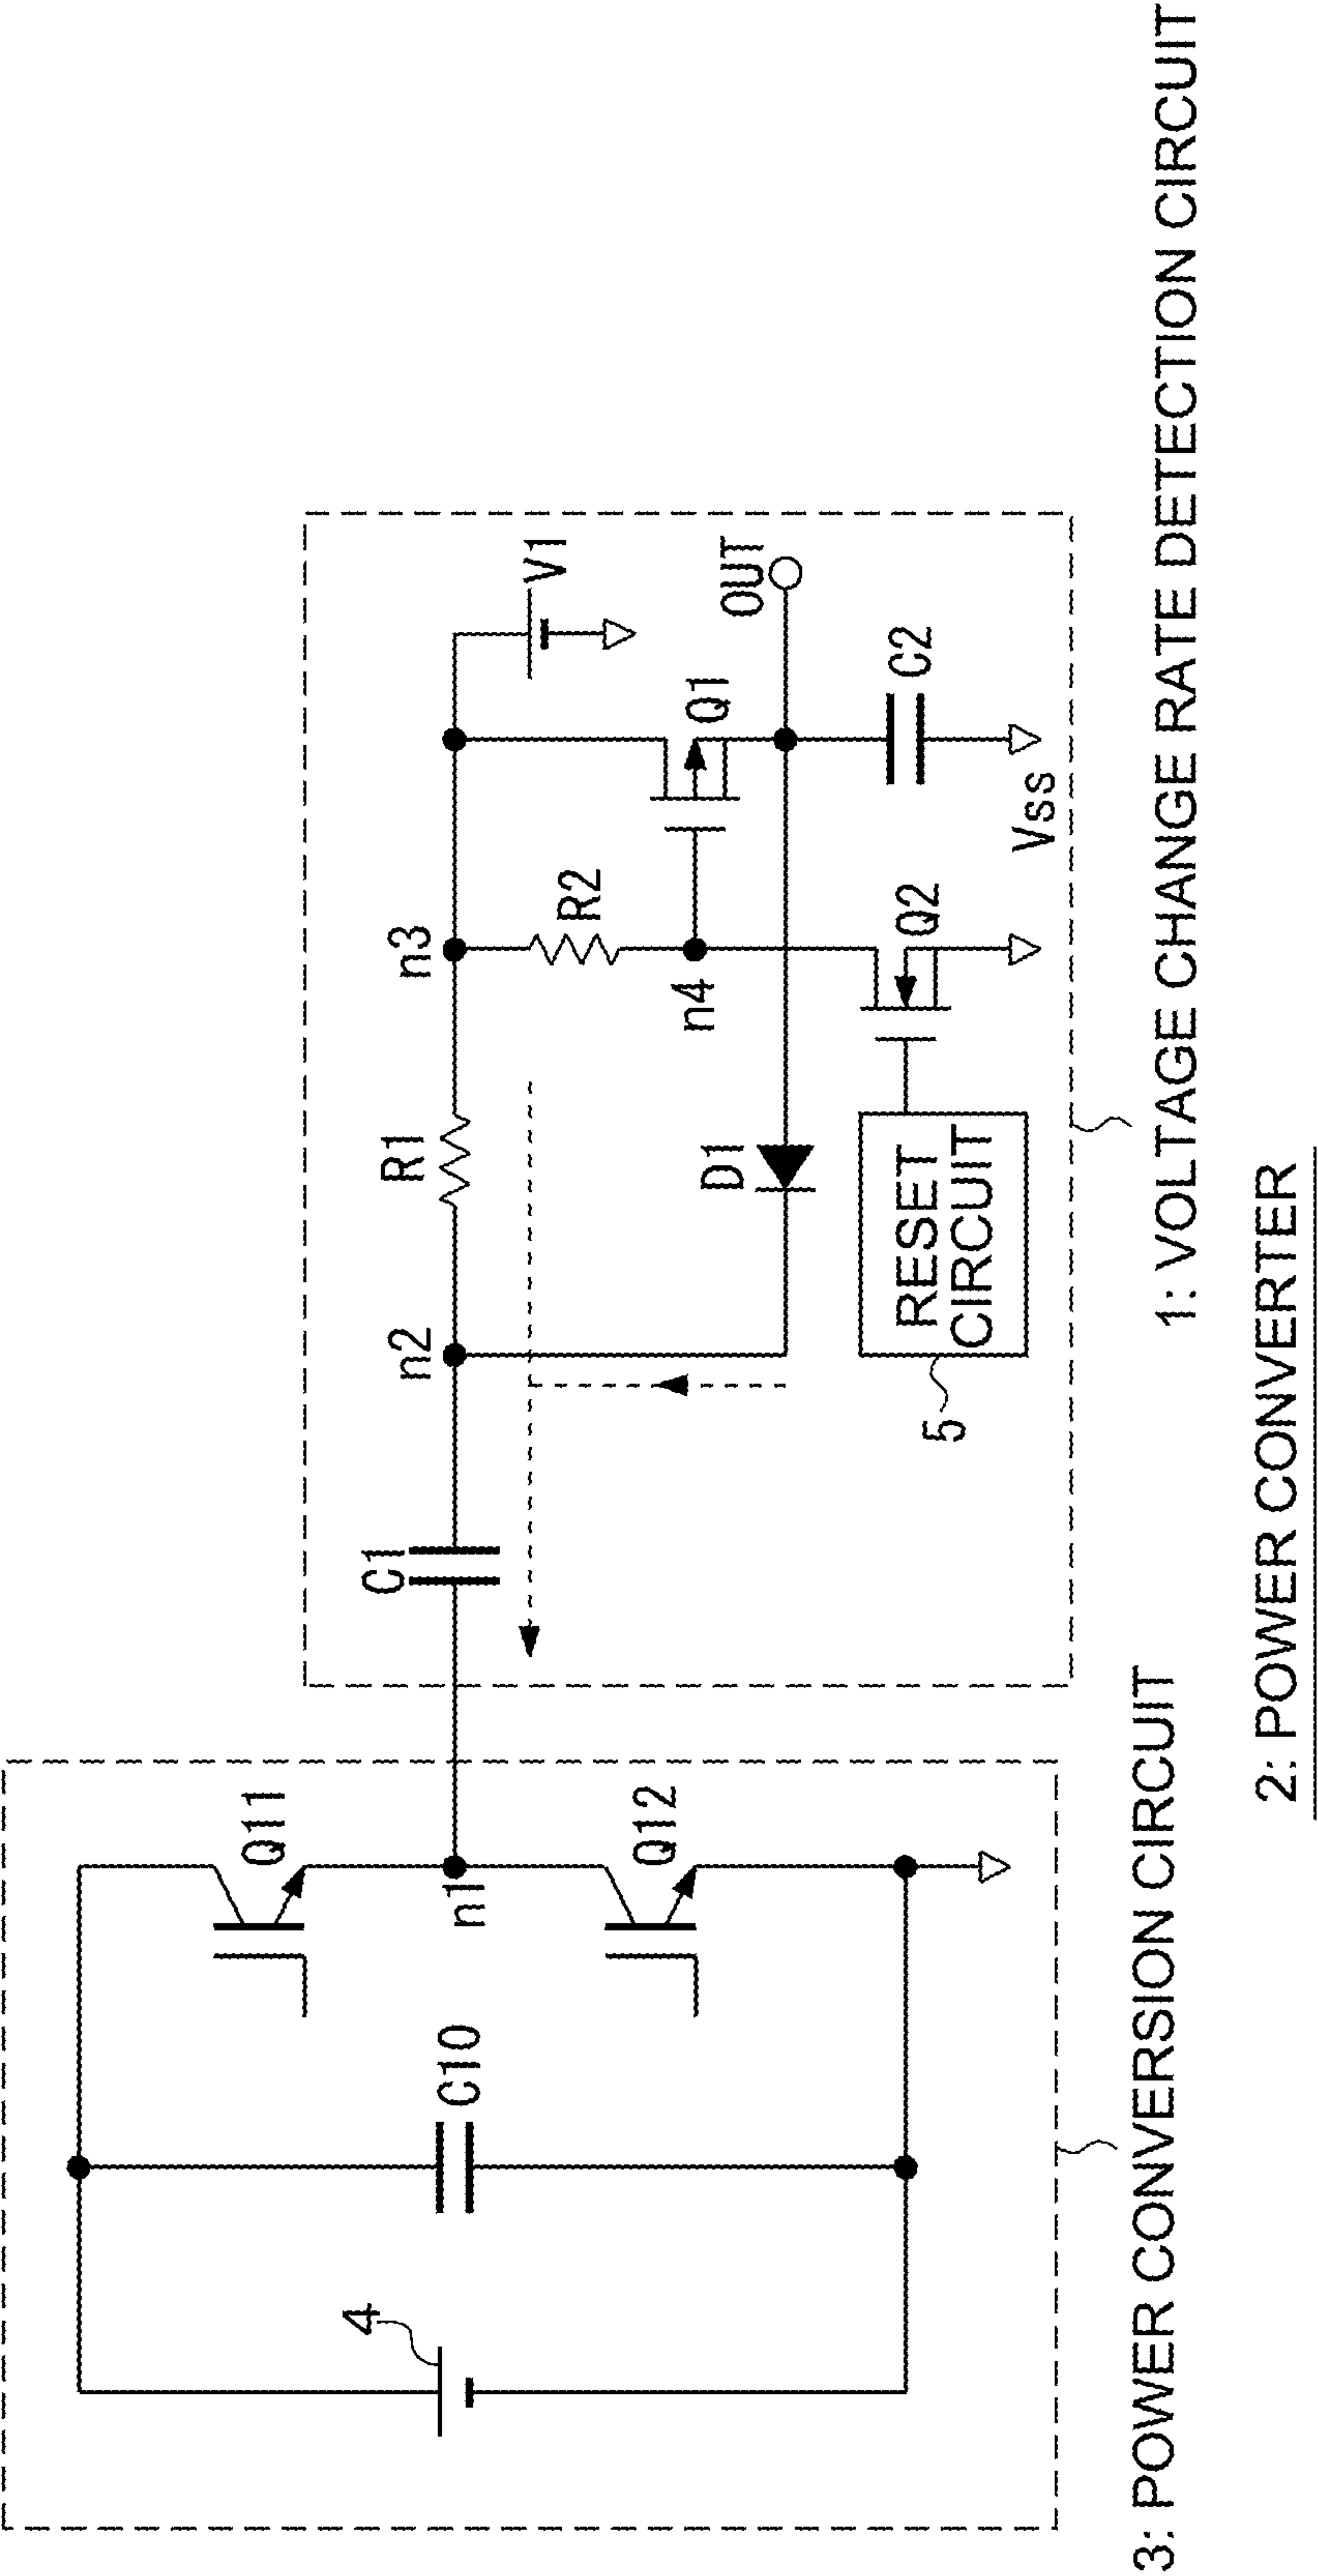 4
C10
Q11
n1
Q12
3: POWER CONVERSION CIRCUIT
C1
n2
R1
n3
R2
n4
V1
Q1
OUT
D1
C2
Q2
Vss
RESET
CIRCUIT
5
1: VOLTAGE CHANGE RATE DETECTION CIRCUIT
2: POWER CONVERTER